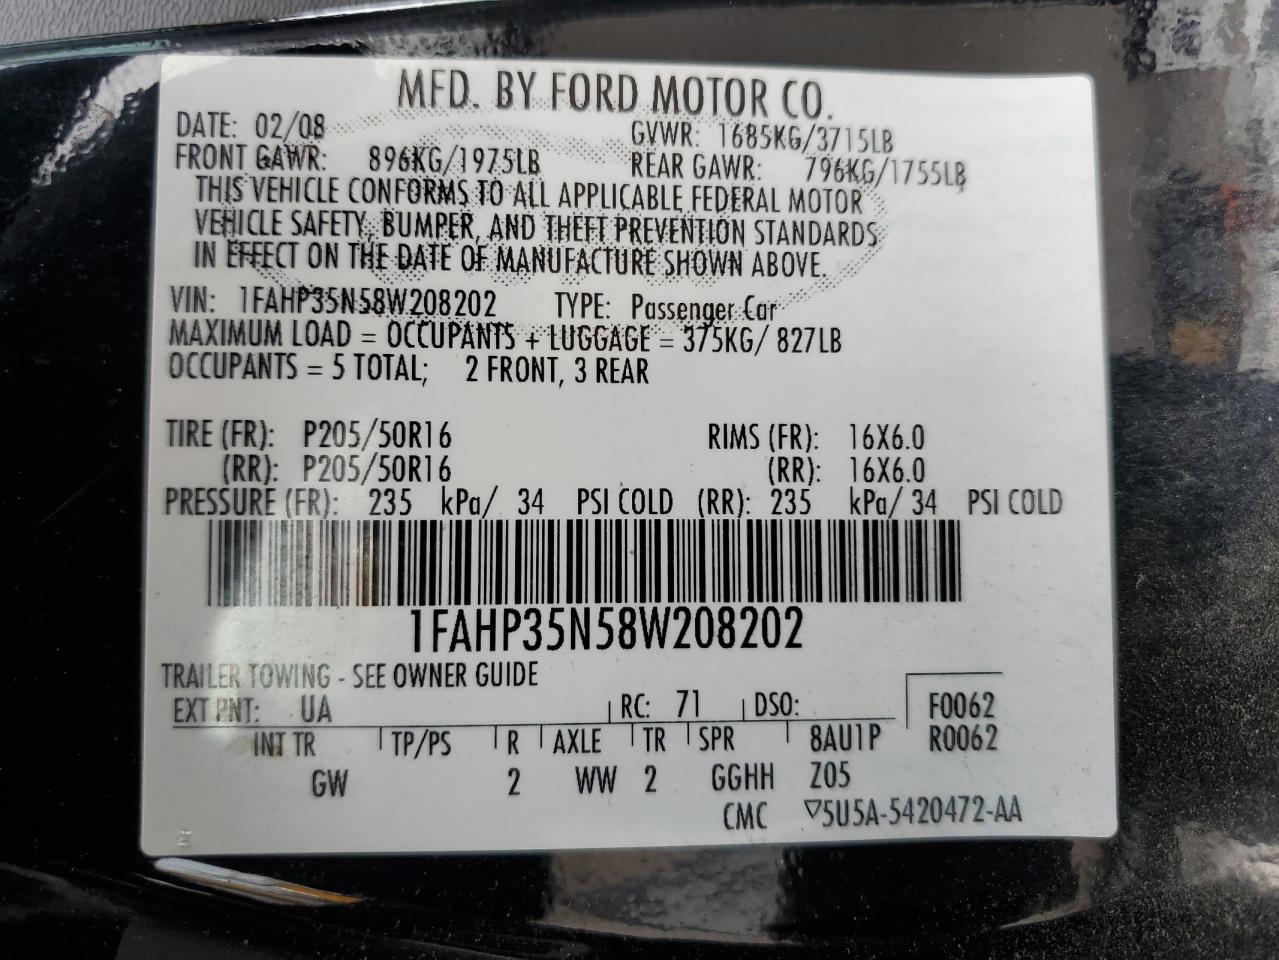 MFD. BY FORD MOTOR CO.
DATE: 02/08 GVWR: 1685KG/3715LB
FRONT GAWR: 896KG/1975LB REAR GAWR: 796KG/1755LB
THIS VEHICLE CONFORMS TO ALL APPLICABLE FEDERAL MOTOR
VEHICLE SAFETY, BUMPER, AND THEFT PREVENTION STANDARDS
IN EFFECT ON THE DATE OF MANUFACTURE SHOWN ABOVE.
VIN: 1FAHP35N58W208202 TYPE: Passenger Car
MAXIMUM LOAD = OCCUPANTS + LUGGAGE = 375KG/ 827LB
OCCUPANTS = 5 TOTAL; 2 FRONT, 3 REAR
TIRE (FR): P205/50R16 RIMS (FR): 16X6.0
(RR): P205/50R16 (RR): 16X6.0
PRESSURE (FR): 235 kPa/ 34 PSI COLD (RR): 235 kPa/ 34 PSI COLD
1FAHP35N58W208202
TRAILER TOWING - SEE OWNER GUIDE
EXT PNT: UA RC: 71 DSO: F0062
INT TR TP/PS R AXLE TR SPR 8AU1P R0062
GW 2 WW 2 GGHH Z05
CMC ▽5U5A-5420472-AA